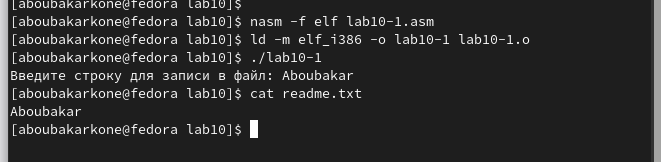 [aboubakarkone@fedora lab10]$
[aboubakarkone@fedora lab10]$ nasm -f elf lab10-1.asm
[aboubakarkone@fedora lab10]$ ld -m elf_i386 -o lab10-1 lab10-1.o
[aboubakarkone@fedora lab10]$ ./lab10-1
Введите строку для записи в файл: Aboubakar
[aboubakarkone@fedora lab10]$ cat readme.txt
Aboubakar
[aboubakarkone@fedora lab10]$